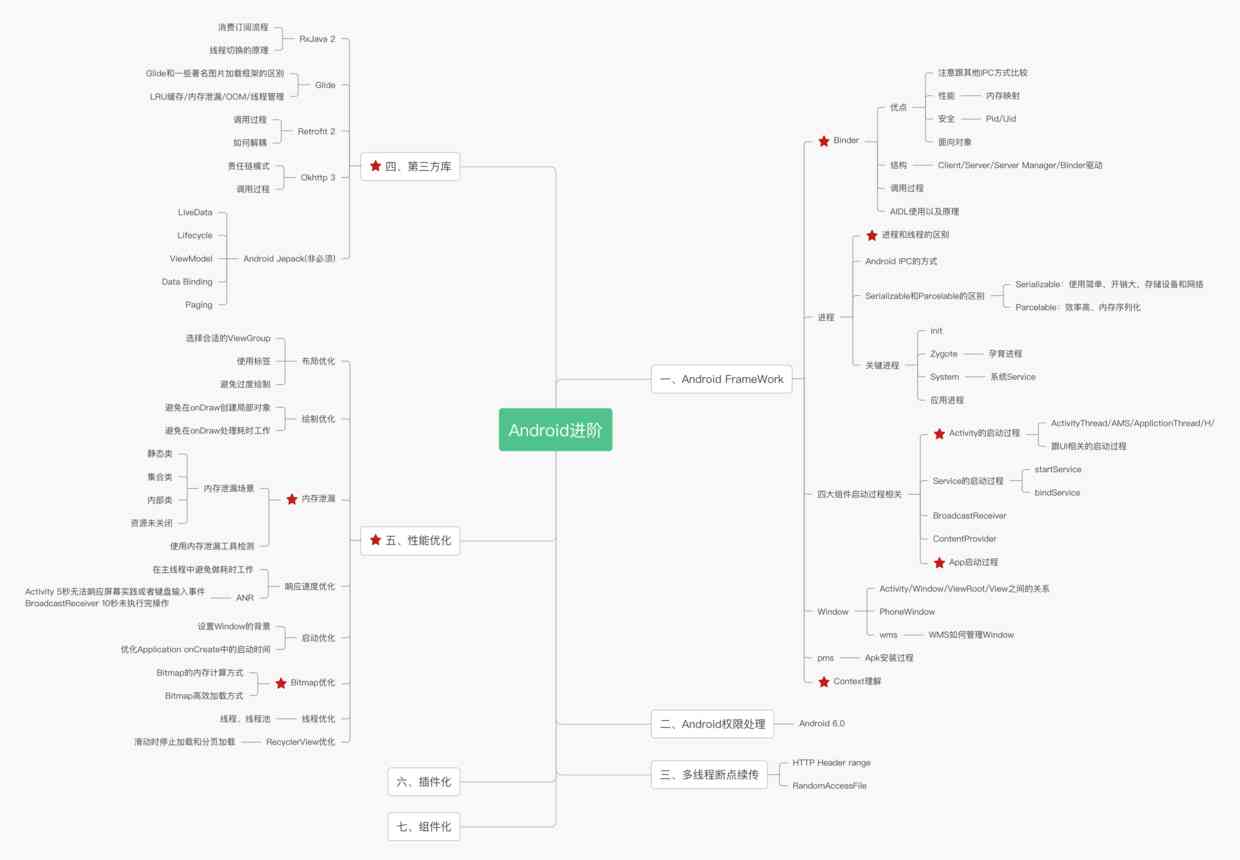 Android进阶
一、Android FrameWork
Binder
优点
注意跟其他IPC方式比较
性能
内存映射
安全
Pid/Uid
面向对象
结构
Client/Server/Server Manager/Binder驱动
调用过程
AIDL使用以及原理
进程
进程和线程的区别
Android IPC的方式
Serializable和Parcelable的区别
Serializable：使用简单、开销大、存储设备和网络
Parcelable：效率高、内存序列化
关键进程
init
Zygote
孕育进程
System
系统Service
应用进程
四大组件启动过程相关
Activity的启动过程
ActivityThread/AMS/ApplictionThread/H/
跟UI相关的启动过程
Service的启动过程
startService
bindService
BroadcastReceiver
ContentProvider
App启动过程
Window
Activity/Window/ViewRoot/View之间的关系
PhoneWindow
wms
WMS如何管理Window
pms
Apk安装过程
Context理解
二、Android权限处理
Android 6.0
三、多线程断点续传
HTTP Header range
RandomAccessFile
四、第三方库
RxJava 2
消费订阅流程
线程切换的原理
Glide
Glide和一些著名图片加载框架的区别
LRU缓存/内存泄漏/OOM/线程管理
Retrofit 2
调用过程
如何解耦
Okhttp 3
责任链模式
调用过程
Android Jepack(非必须)
LiveData
Lifecycle
ViewModel
Data Binding
Paging
五、性能优化
布局优化
选择合适的ViewGroup
使用标签
避免过度绘制
绘制优化
避免在onDraw创建局部对象
避免在onDraw处理耗时工作
内存泄漏
内存泄漏场景
静态类
集合类
内部类
资源未关闭
使用内存泄漏工具检测
响应速度优化
在主线程中避免做耗时工作
ANR
Activity 5秒无法响应屏幕实践或者键盘输入事件
BroadcastReceiver 10秒未执行完操作
启动优化
设置Window的背景
优化Application onCreate中的启动时间
Bitmap优化
Bitmap的内存计算方式
Bitmap高效加载方式
线程优化
线程、线程池
RecyclerView优化
滑动时停止加载和分页加载
六、插件化
七、组件化